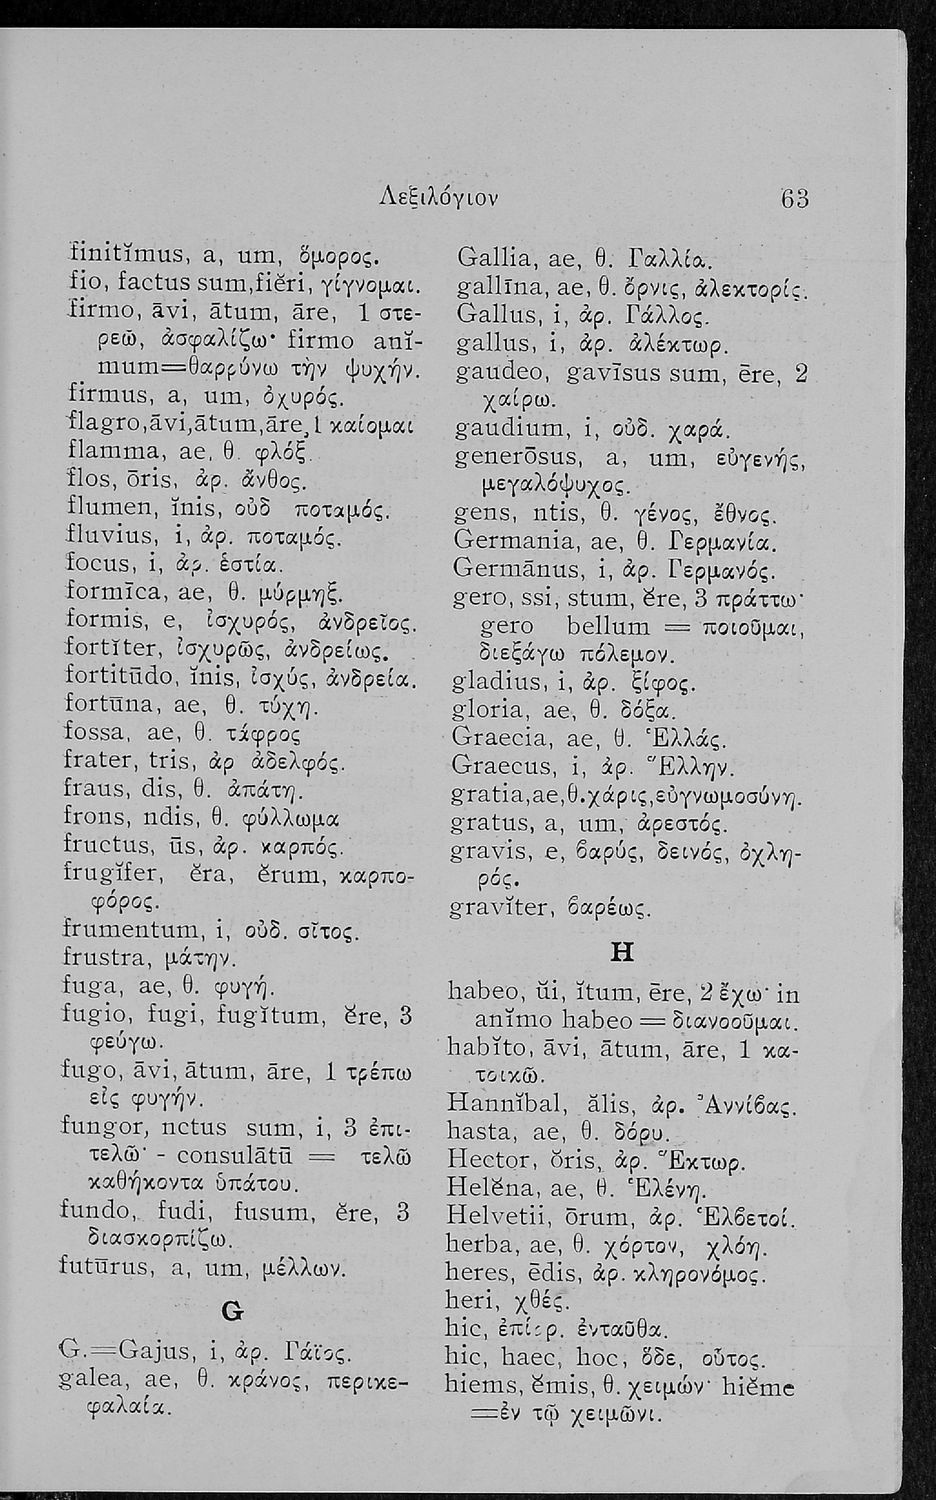 Λεξιλόγιον 63
finitĭmus, a, um, ὅμορος.
fio, factus sum,fiĕri, γίγνομαι.
firmo, āvi, ātum, āre, 1 στε-
ρεῶ, ἀσφαλίζω· firmo anĭ-
mum=θαρρύνω τὴν ψυχήν.
firmus, a, um, ὀχυρός.
flagro,āvi,ātum,āre,1 καίομαι
flamma, ae, θ. φλόξ.
flos, ōris, ἀρ. ἄνθος.
flumen, ĭnis, οὐδ ποταμός.
fluvius, i, ἀρ. ποταμός.
focus, i, ἀρ. ἑστία.
formīca, ae, θ. μύρμηξ.
formis, e, ἰσχυρός, ἀνδρεῖος.
fortĭter, ἰσχυρῶς, ἀνδρείως.
fortitūdo, ĭnis, ἰσχύς, ἀνδρεία.
fortūna, ae, θ. τύχη.
fossa, ae, θ. τάφρος
frater, tris, ἀρ ἀδελφός.
fraus, dis, θ. ἀπάτη.
frons, ndis, θ. φύλλωμα
fructus, ūs, ἀρ. καρπός.
frugĭfer, ĕra, ĕrum, καρπο-
φόρος.
frumentum, i, οὐδ. σῖτος.
frustra, μάτην.
fuga, ae, θ. φυγή.
fugio, fugi, fugĭtum, ĕre, 3
φεύγω.
fugo, āvi, ātum, āre, 1 τρέπω
εἰς φυγήν.
fungor, nctus sum, i, 3 ἐπι-
τελῶ· - consulātū = τελῶ
καθήκοντα ὑπάτου.
fundo, fudi, fusum, ĕre, 3
διασκορπίζω.
futūrus, a, um, μέλλων.
G
G.=Gajus, i, ἀρ. Γάϊος.
galea, ae, θ. κράνος, περικε-
φαλαία.
Gallia, ae, θ. Γαλλία.
gallīna, ae, θ. ὄρνις, ἀλεκτορίς.
Gallus, i, ἀρ. Γάλλος.
gallus, i, ἀρ. ἀλέκτωρ.
gaudeo, gavīsus sum, ēre, 2
χαίρω.
gaudium, i, οὐδ. χαρά.
generōsus, a, um, εὐγενής,
μεγαλόψυχος.
gens, ntis, θ. γένος, ἔθνος.
Germania, ae, θ. Γερμανία.
Germānus, i, ἀρ. Γερμανός.
gero, ssi, stum, ĕre, 3 πράττω·
gero bellum = ποιοῦμαι,
διεξάγω πόλεμον.
gladius, i, ἀρ. ξίφος.
gloria, ae, θ. δόξα.
Graecia, ae, θ. Ἑλλάς.
Graecus, i, ἀρ. Ἕλλην.
gratia,ae,θ.χάρις,εὐγνωμοσύνη.
gratus, a, um, ἀρεστός.
gravis, e, βαρύς, δεινός, ὀχλη-
ρός.
gravĭter, βαρέως.
H
habeo, ŭi, ĭtum, ēre, 2 ἔχω· in
anĭmo habeo = διανοοῦμαι.
habĭto, āvi, ātum, āre, 1 κα-
τοικῶ.
Hannĭbal, ălis, ἀρ. Ἀννίβας.
hasta, ae, θ. δόρυ.
Hector, ŏris, ἀρ. Ἕκτωρ.
Helĕna, ae, θ. Ἑλένη.
Helvetii, ōrum, ἀρ. Ἑλβετοί.
herba, ae, θ. χόρτον, χλόη.
heres, ēdis, ἀρ. κληρονόμος.
heri, χθές.
hic, ἐπίρρ. ἐνταῦθα.
hic, haec, hoc, ὅδε, οὗτος.
hiems, ĕmis, θ. χειμών· hiĕme
=ἐν τῷ χειμῶνι.